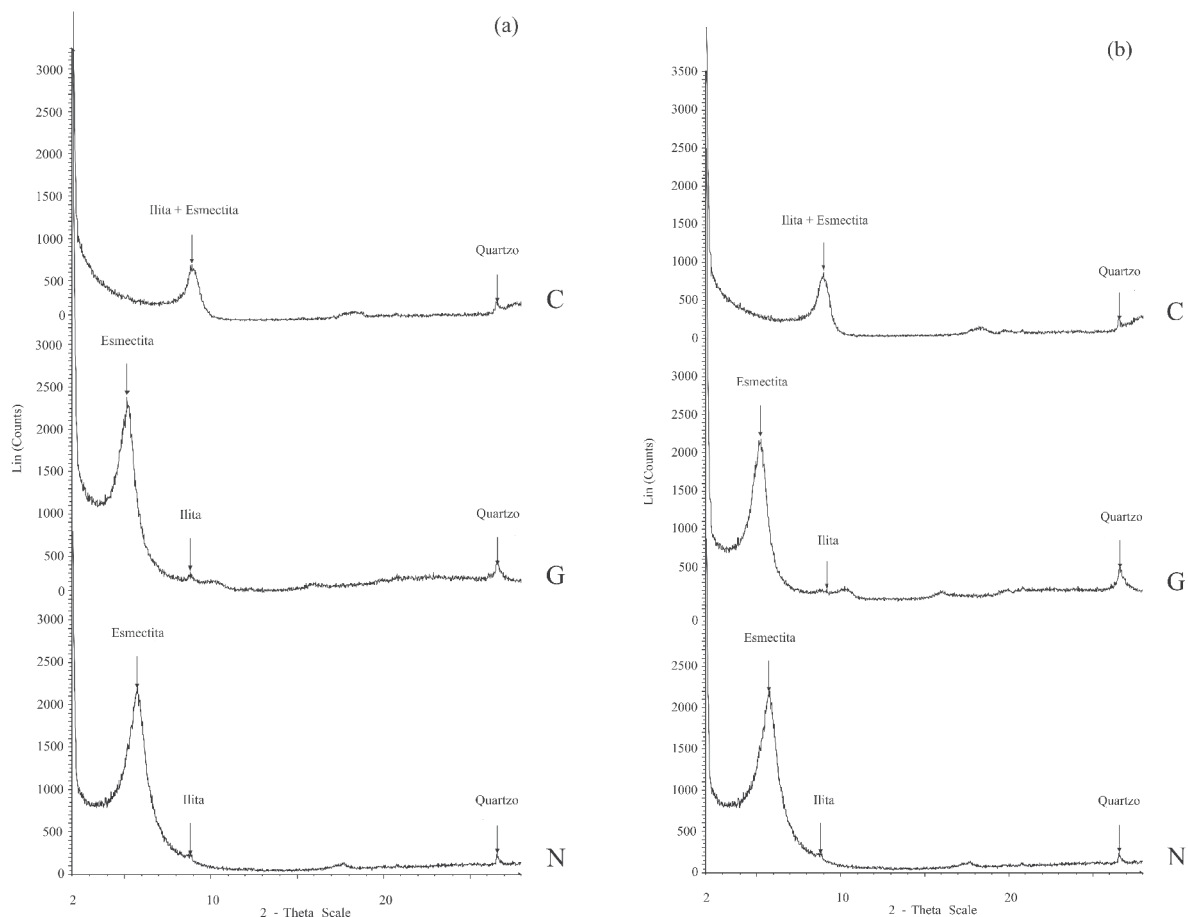 (a)
3000
2500
2000
1500
1000
500
0
Ilita + Esmectita
Quartzo
C
3000
2500
2000
1500
1000
500
0
Esmectita
Ilita
Quartzo
G
2500
2000
1500
1000
500
0
Esmectita
Ilita
Quartzo
N
Lin (Counts)
2 10 20
2 - Theta Scale
(b)
3500
3000
2500
2000
1500
1000
500
0
Ilita + Esmectita
Quartzo
C
3000
2500
2000
1500
1000
500
0
Esmectita
Ilita
Quartzo
G
2500
2000
1500
1000
500
0
Esmectita
Ilita
Quartzo
N
Lin (Counts)
2 10 20
2 - Theta Scale